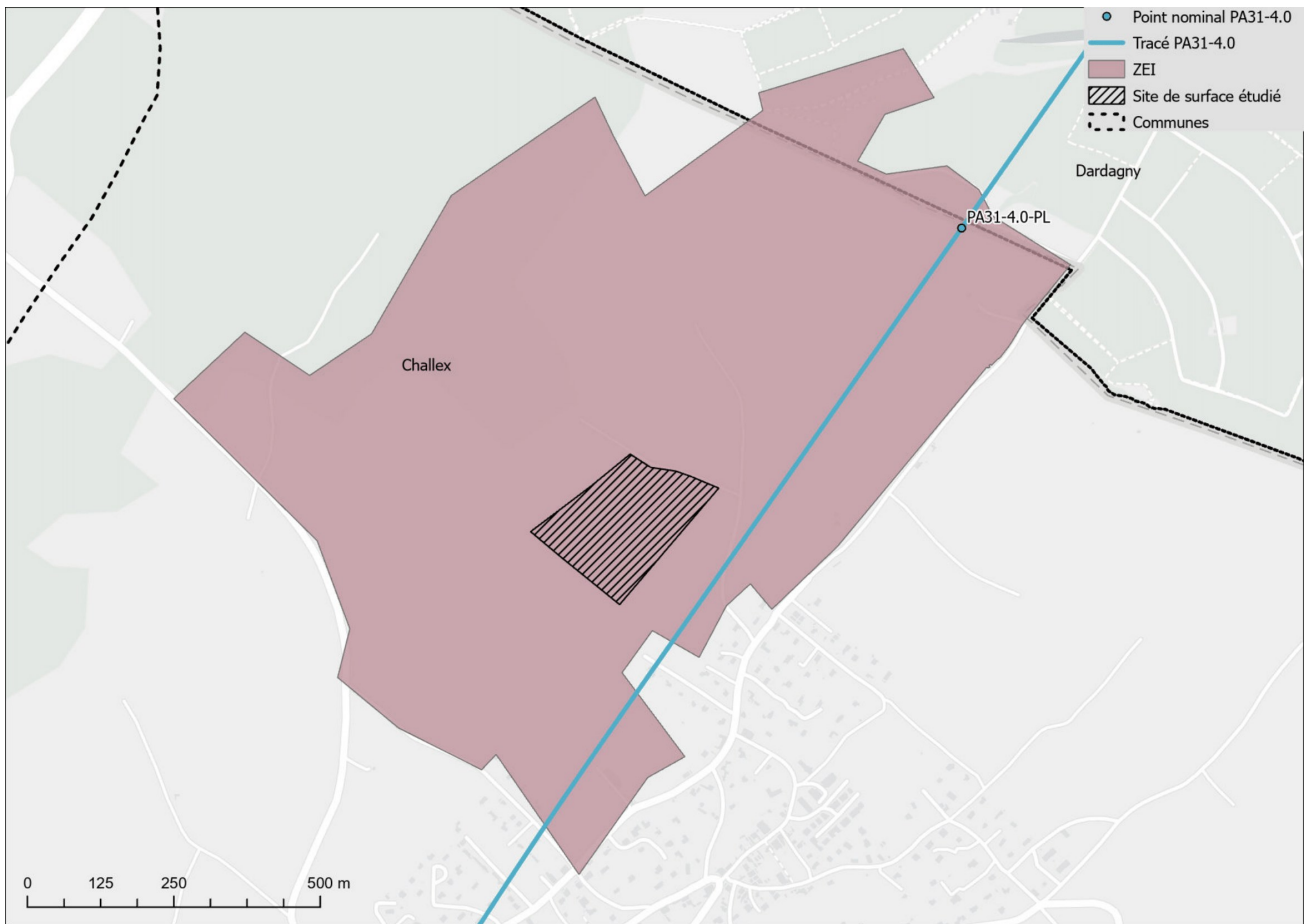 Point nominal PA31-4.0
Tracé PA31-4.0
ZEI
Site de surface étudié
Communes
Dardagny
PA31-4.0-PL
Challex
0 125 250 500 m